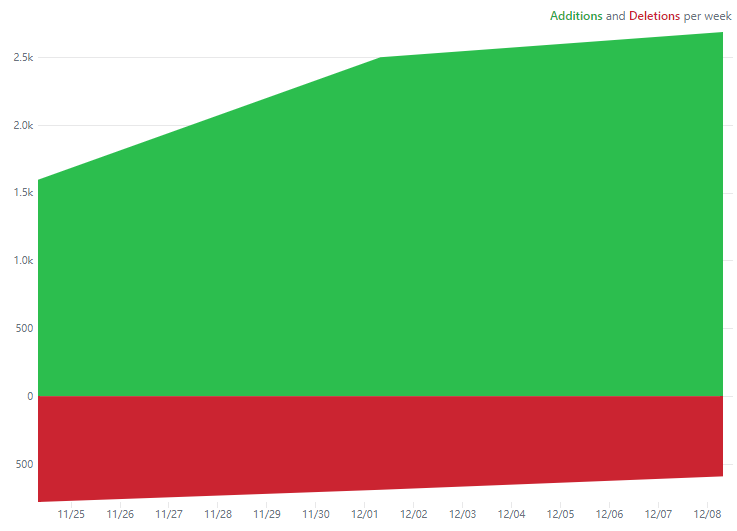 Additions and Deletions per week
2.5k
2.0k
1.5k
1.0k
500
0
500
11/25 11/26 11/27 11/28 11/29 11/30 12/01 12/02 12/03 12/04 12/05 12/06 12/07 12/08